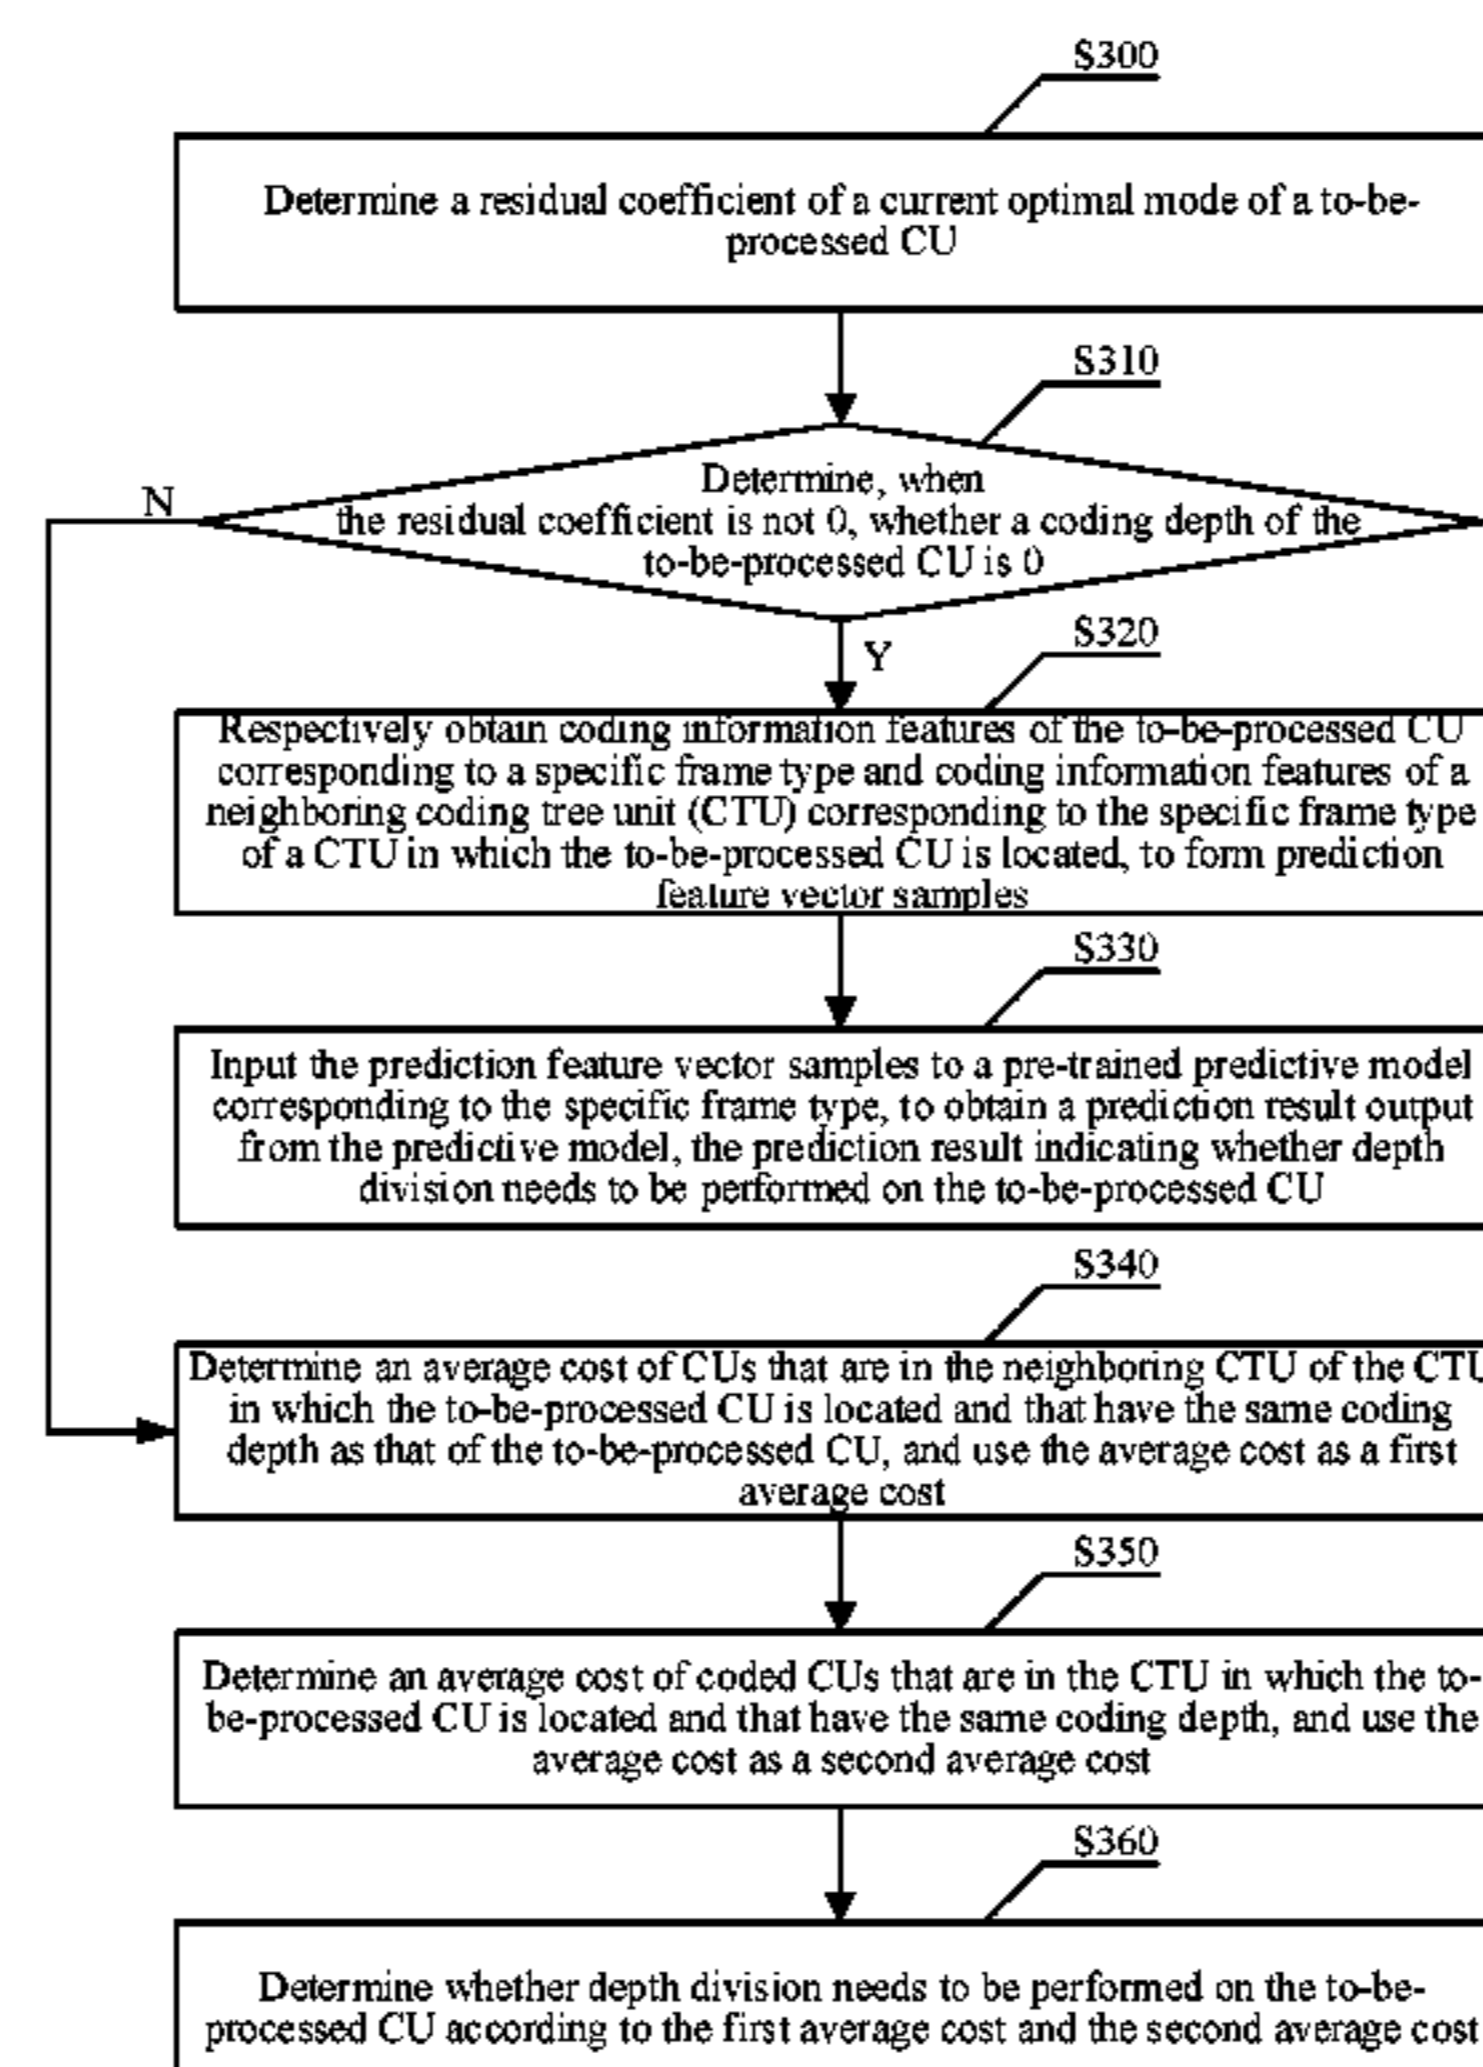 S300
Determine a residual coefficient of a current optimal mode of a to-be-
processed CU
S310
Determine, when
the residual coefficient is not 0, whether a coding depth of the
to-be-processed CU is 0
N
Y
S320
Respectively obtain coding information features of the to-be-processed CU
corresponding to a specific frame type and coding information features of a
neighboring coding tree unit (CTU) corresponding to the specific frame type
of a CTU in which the to-be-processed CU is located, to form prediction
feature vector samples
S330
Input the prediction feature vector samples to a pre-trained predictive model
corresponding to the specific frame type, to obtain a prediction result output
from the predictive model, the prediction result indicating whether depth
division needs to be performed on the to-be-processed CU
S340
Determine an average cost of CUs that are in the neighboring CTU of the CTU
in which the to-be-processed CU is located and that have the same coding
depth as that of the to-be-processed CU, and use the average cost as a first
average cost
S350
Determine an average cost of coded CUs that are in the CTU in which the to-
be-processed CU is located and that have the same coding depth, and use the
average cost as a second average cost
S360
Determine whether depth division needs to be performed on the to-be-
processed CU according to the first average cost and the second average cost